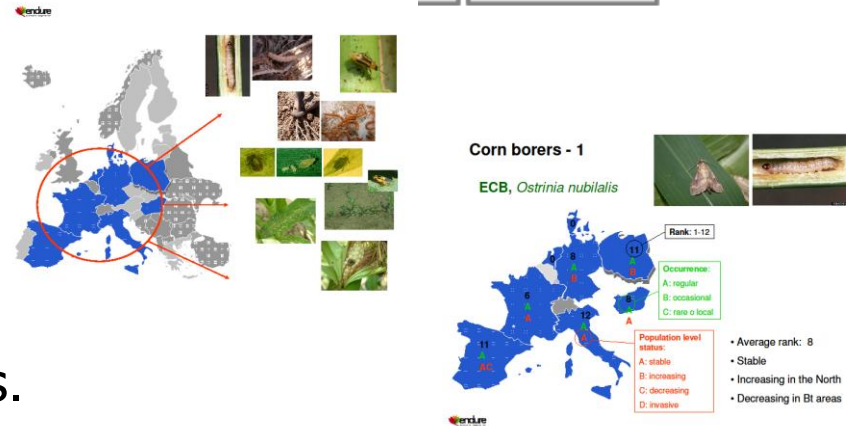 endure
s.
Corn borers - 1
ECB, Ostrinia nubilalis
Rank: 1-12
0
11
A
B
0
8
A
B
Occurrence:
A: regular
B: occasional
C: rare o local
6
A
A
6
A
A
12
A
A
11
A
AC
Population level
status:
A: stable
B: increasing
C: decreasing
D: invasive
• Average rank: 8
• Stable
• Increasing in the North
• Decreasing in Bt areas
endure